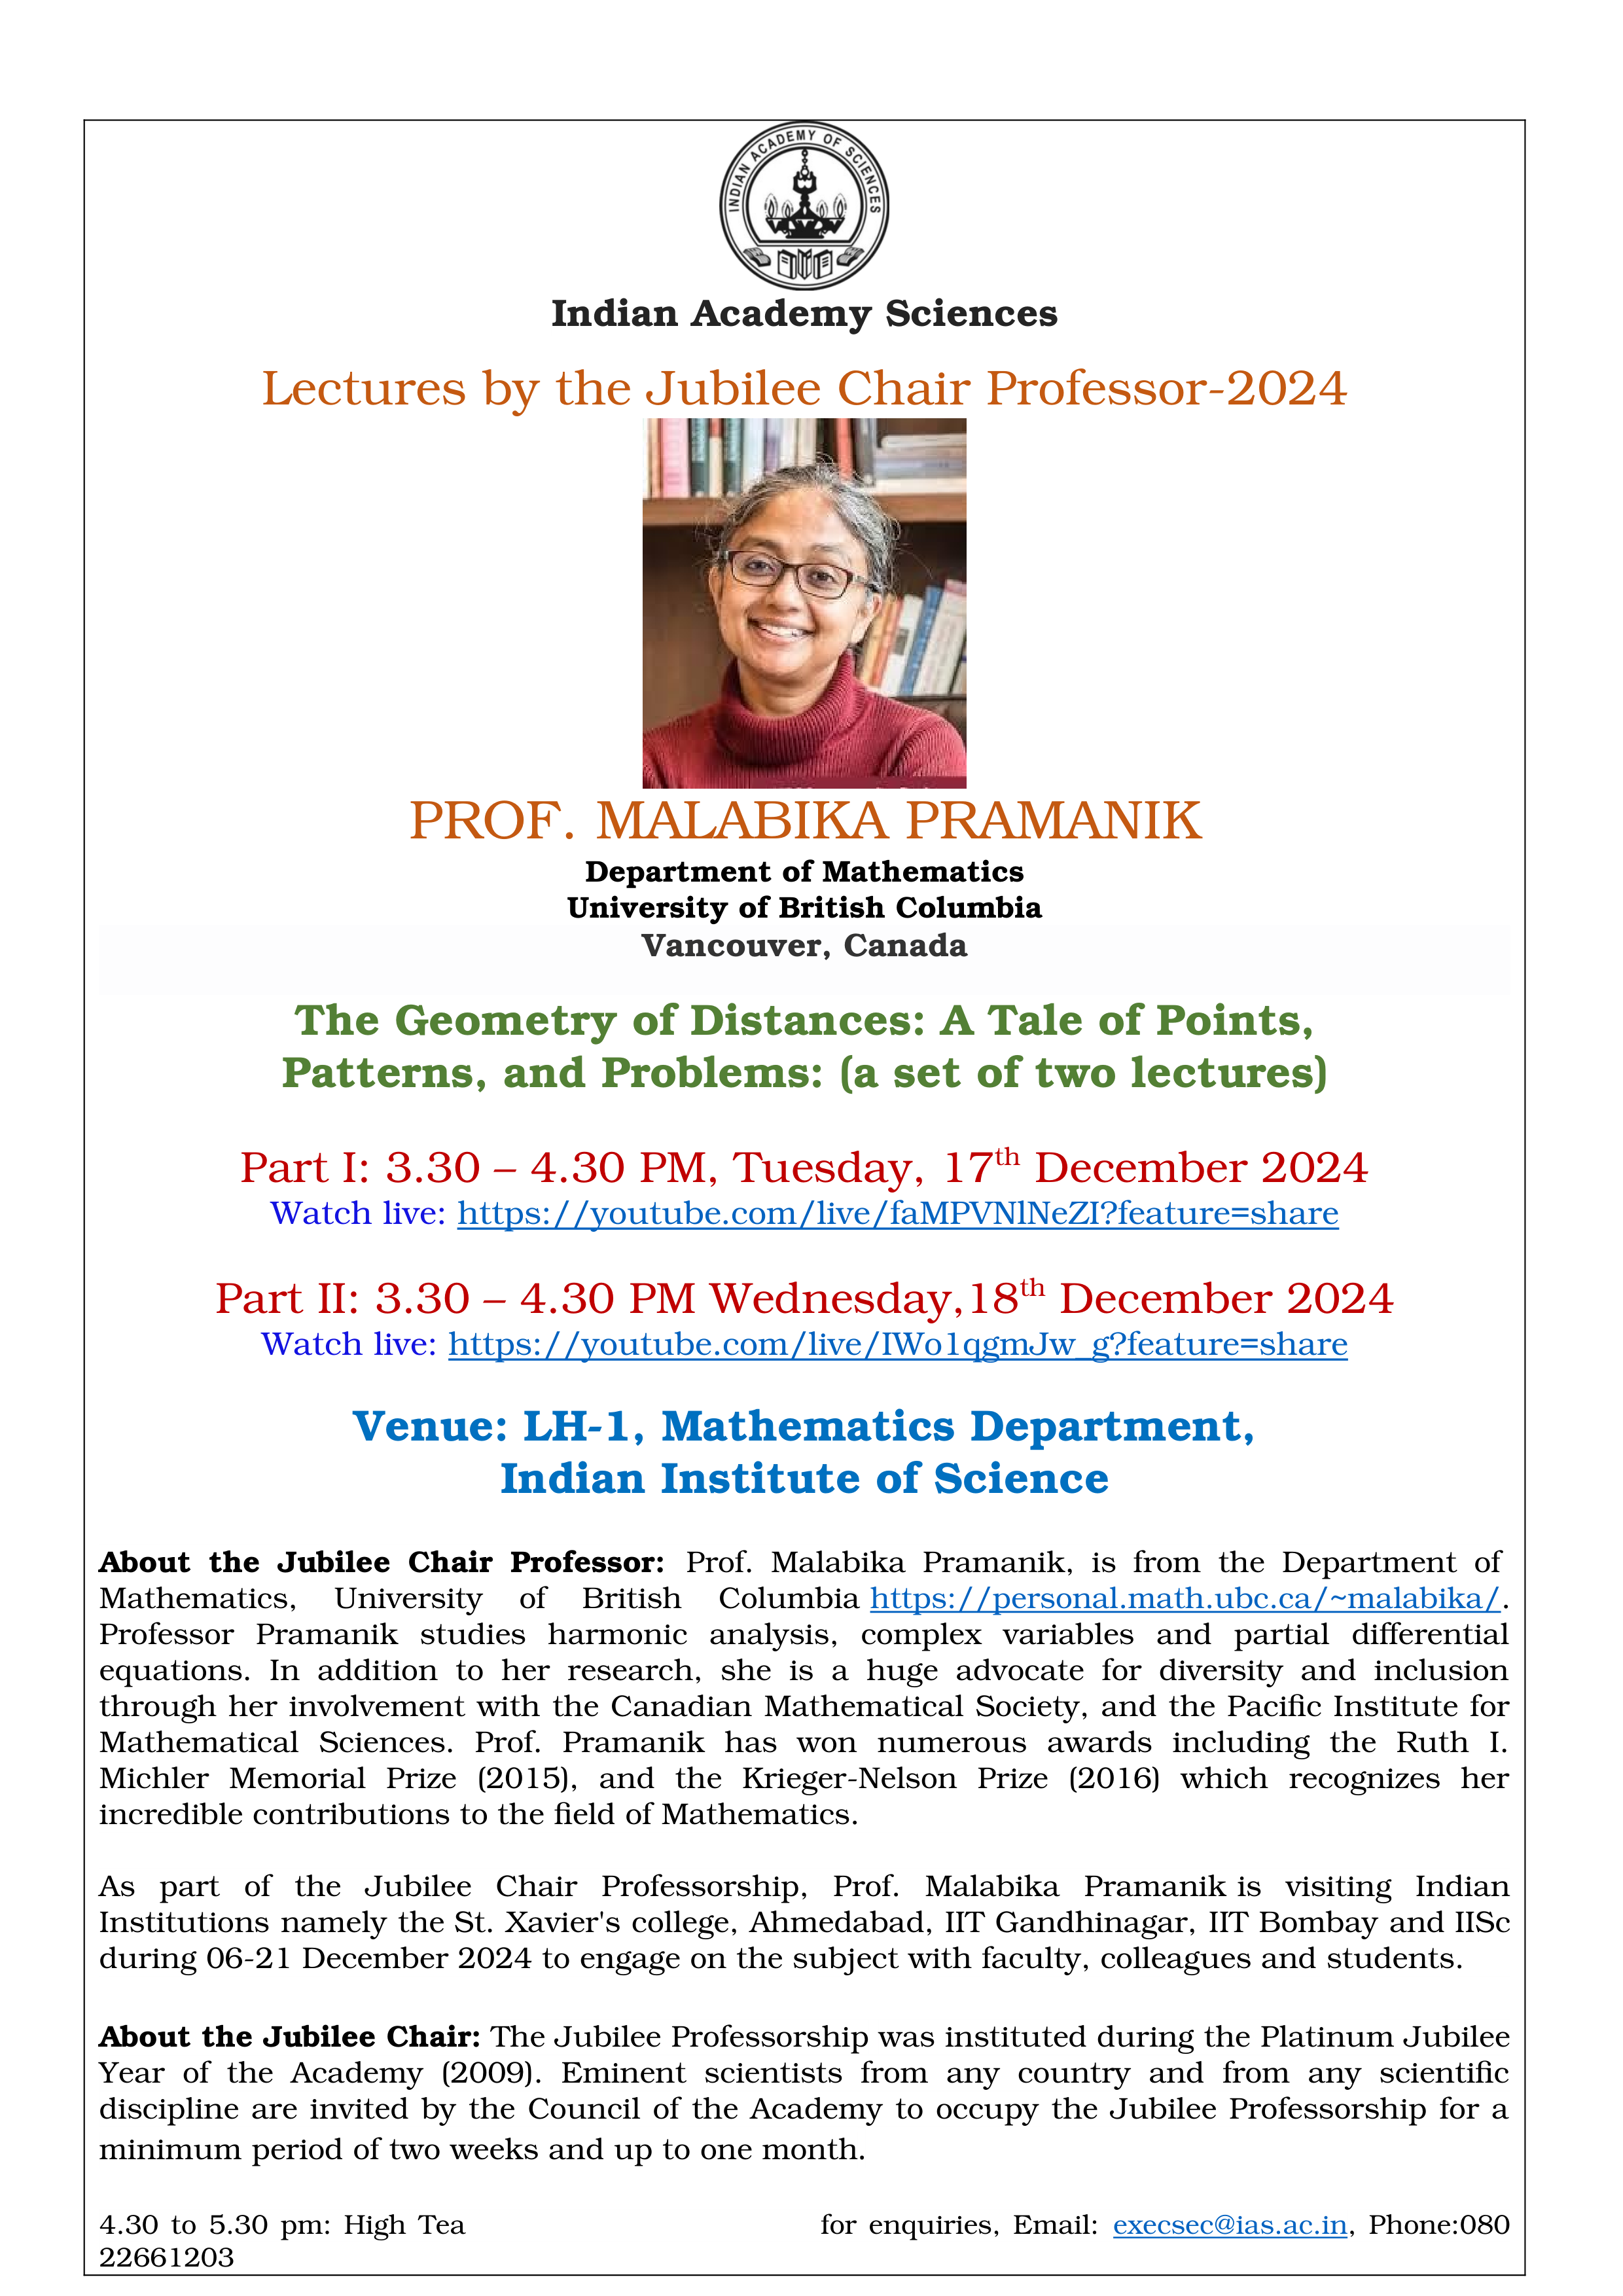 INDIAN ACADEMY OF SCIENCES
Indian Academy Sciences
Lectures by the Jubilee Chair Professor-2024
PROF. MALABIKA PRAMANIK
Department of Mathematics
University of British Columbia
Vancouver, Canada
The Geometry of Distances: A Tale of Points,
Patterns, and Problems: (a set of two lectures)
Part I: 3.30 – 4.30 PM, Tuesday, 17th December 2024
Watch live: https://youtube.com/live/faMPVNlNeZI?feature=share
Part II: 3.30 – 4.30 PM Wednesday,18th December 2024
Watch live: https://youtube.com/live/IWo1qgmJw_g?feature=share
Venue: LH-1, Mathematics Department,
Indian Institute of Science
About the Jubilee Chair Professor: Prof. Malabika Pramanik, is from the Department of
Mathematics, University of British Columbia https://personal.math.ubc.ca/~malabika/.
Professor Pramanik studies harmonic analysis, complex variables and partial differential
equations. In addition to her research, she is a huge advocate for diversity and inclusion
through her involvement with the Canadian Mathematical Society, and the Pacific Institute for
Mathematical Sciences. Prof. Pramanik has won numerous awards including the Ruth I.
Michler Memorial Prize (2015), and the Krieger-Nelson Prize (2016) which recognizes her
incredible contributions to the field of Mathematics.
As part of the Jubilee Chair Professorship, Prof. Malabika Pramanik is visiting Indian
Institutions namely the St. Xavier's college, Ahmedabad, IIT Gandhinagar, IIT Bombay and IISc
during 06-21 December 2024 to engage on the subject with faculty, colleagues and students.
About the Jubilee Chair: The Jubilee Professorship was instituted during the Platinum Jubilee
Year of the Academy (2009). Eminent scientists from any country and from any scientific
discipline are invited by the Council of the Academy to occupy the Jubilee Professorship for a
minimum period of two weeks and up to one month.
4.30 to 5.30 pm: High Tea for enquiries, Email: execsec@ias.ac.in, Phone:080
22661203